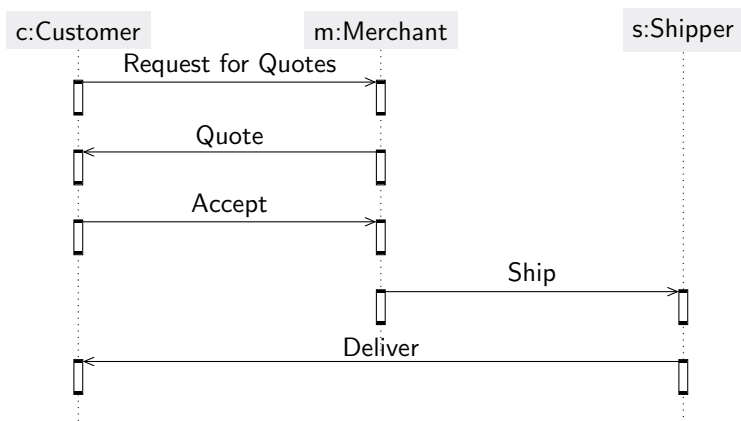 c:Customer m:Merchant s:Shipper
Request for Quotes
Quote
Accept
Ship
Deliver